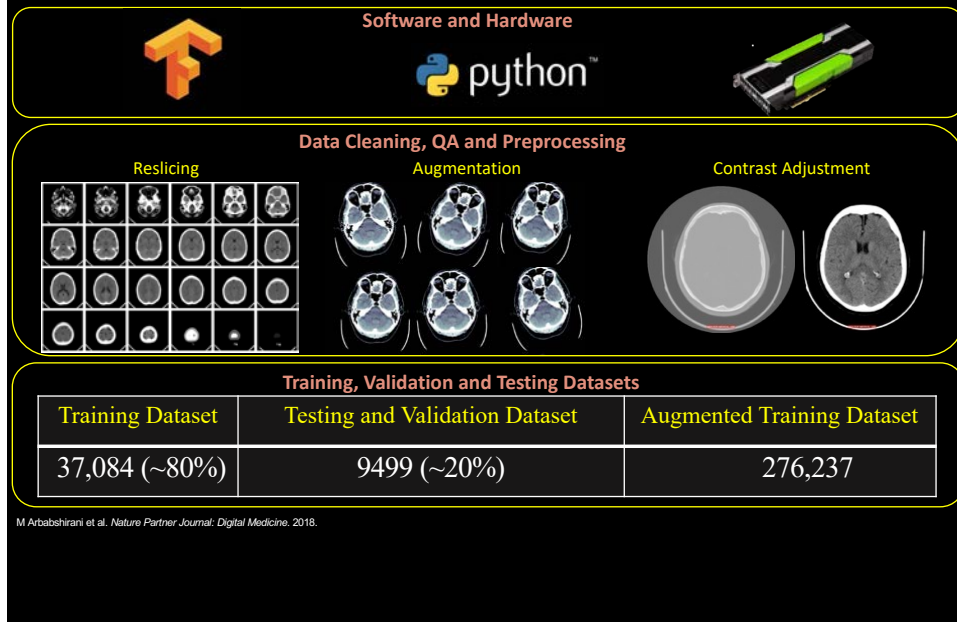 Software and Hardware
python™
Data Cleaning, QA and Preprocessing
Reslicing
Augmentation
Contrast Adjustment
Training, Validation and Testing Datasets
Training Dataset
Testing and Validation Dataset
Augmented Training Dataset
37,084 (~80%)
9499 (~20%)
276,237
M Arbabshirani et al. Nature Partner Journal: Digital Medicine. 2018.